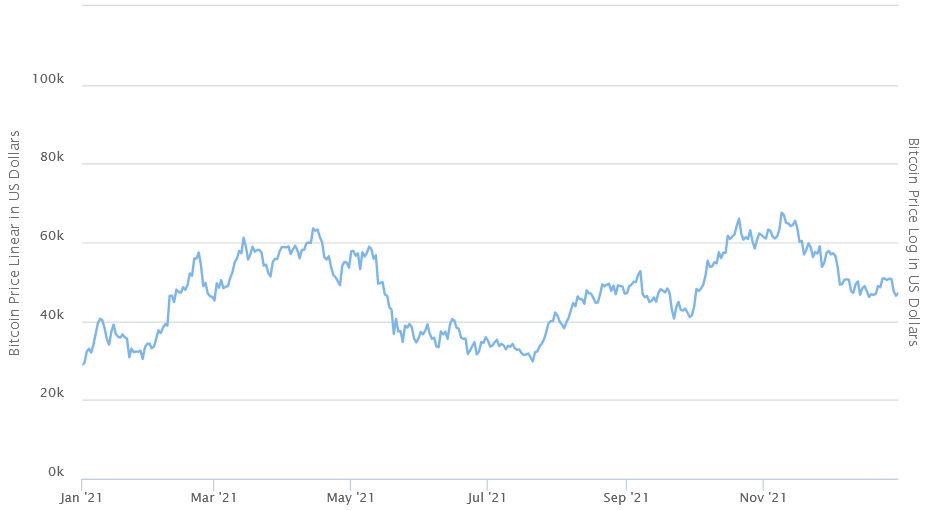 100k
80k
60k
40k
20k
0k
Bitcoin Price Linear in US Dollars
Bitcoin Price Log in US Dollars
Jan '21 Mar '21 May '21 Jul '21 Sep '21 Nov '21